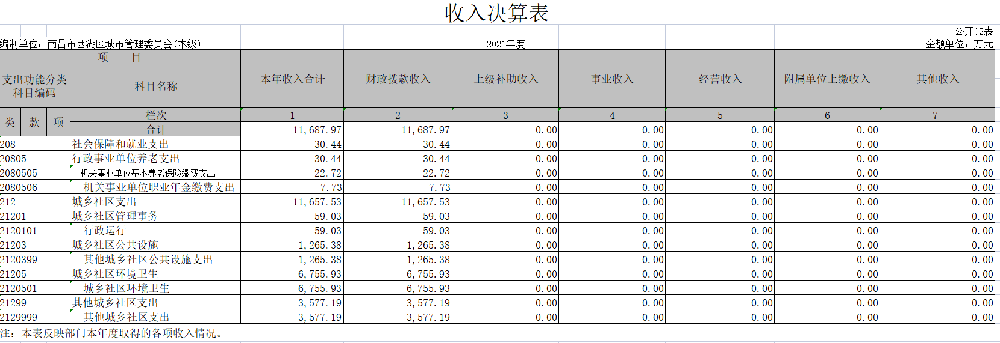 收入决算表
公开02表
编制单位：南昌市西湖区城市管理委员会(本级) 2021年度 金额单位：万元
项 目
支出功能分类科目编码 科目名称 本年收入合计 财政拨款收入 上级补助收入 事业收入 经营收入 附属单位上缴收入 其他收入
类 款 项 栏次 1 2 3 4 5 6 7
合计 11,687.97 11,687.97 0.00 0.00 0.00 0.00 0.00
208 社会保障和就业支出 30.44 30.44 0.00 0.00 0.00 0.00 0.00
20805 行政事业单位养老支出 30.44 30.44 0.00 0.00 0.00 0.00 0.00
2080505 机关事业单位基本养老保险缴费支出 22.72 22.72 0.00 0.00 0.00 0.00 0.00
2080506 机关事业单位职业年金缴费支出 7.73 7.73 0.00 0.00 0.00 0.00 0.00
212 城乡社区支出 11,657.53 11,657.53 0.00 0.00 0.00 0.00 0.00
21201 城乡社区管理事务 59.03 59.03 0.00 0.00 0.00 0.00 0.00
2120101 行政运行 59.03 59.03 0.00 0.00 0.00 0.00 0.00
21203 城乡社区公共设施 1,265.38 1,265.38 0.00 0.00 0.00 0.00 0.00
2120399 其他城乡社区公共设施支出 1,265.38 1,265.38 0.00 0.00 0.00 0.00 0.00
21205 城乡社区环境卫生 6,755.93 6,755.93 0.00 0.00 0.00 0.00 0.00
2120501 城乡社区环境卫生 6,755.93 6,755.93 0.00 0.00 0.00 0.00 0.00
21299 其他城乡社区支出 3,577.19 3,577.19 0.00 0.00 0.00 0.00 0.00
2129999 其他城乡社区支出 3,577.19 3,577.19 0.00 0.00 0.00 0.00 0.00
注：本表反映部门本年度取得的各项收入情况。